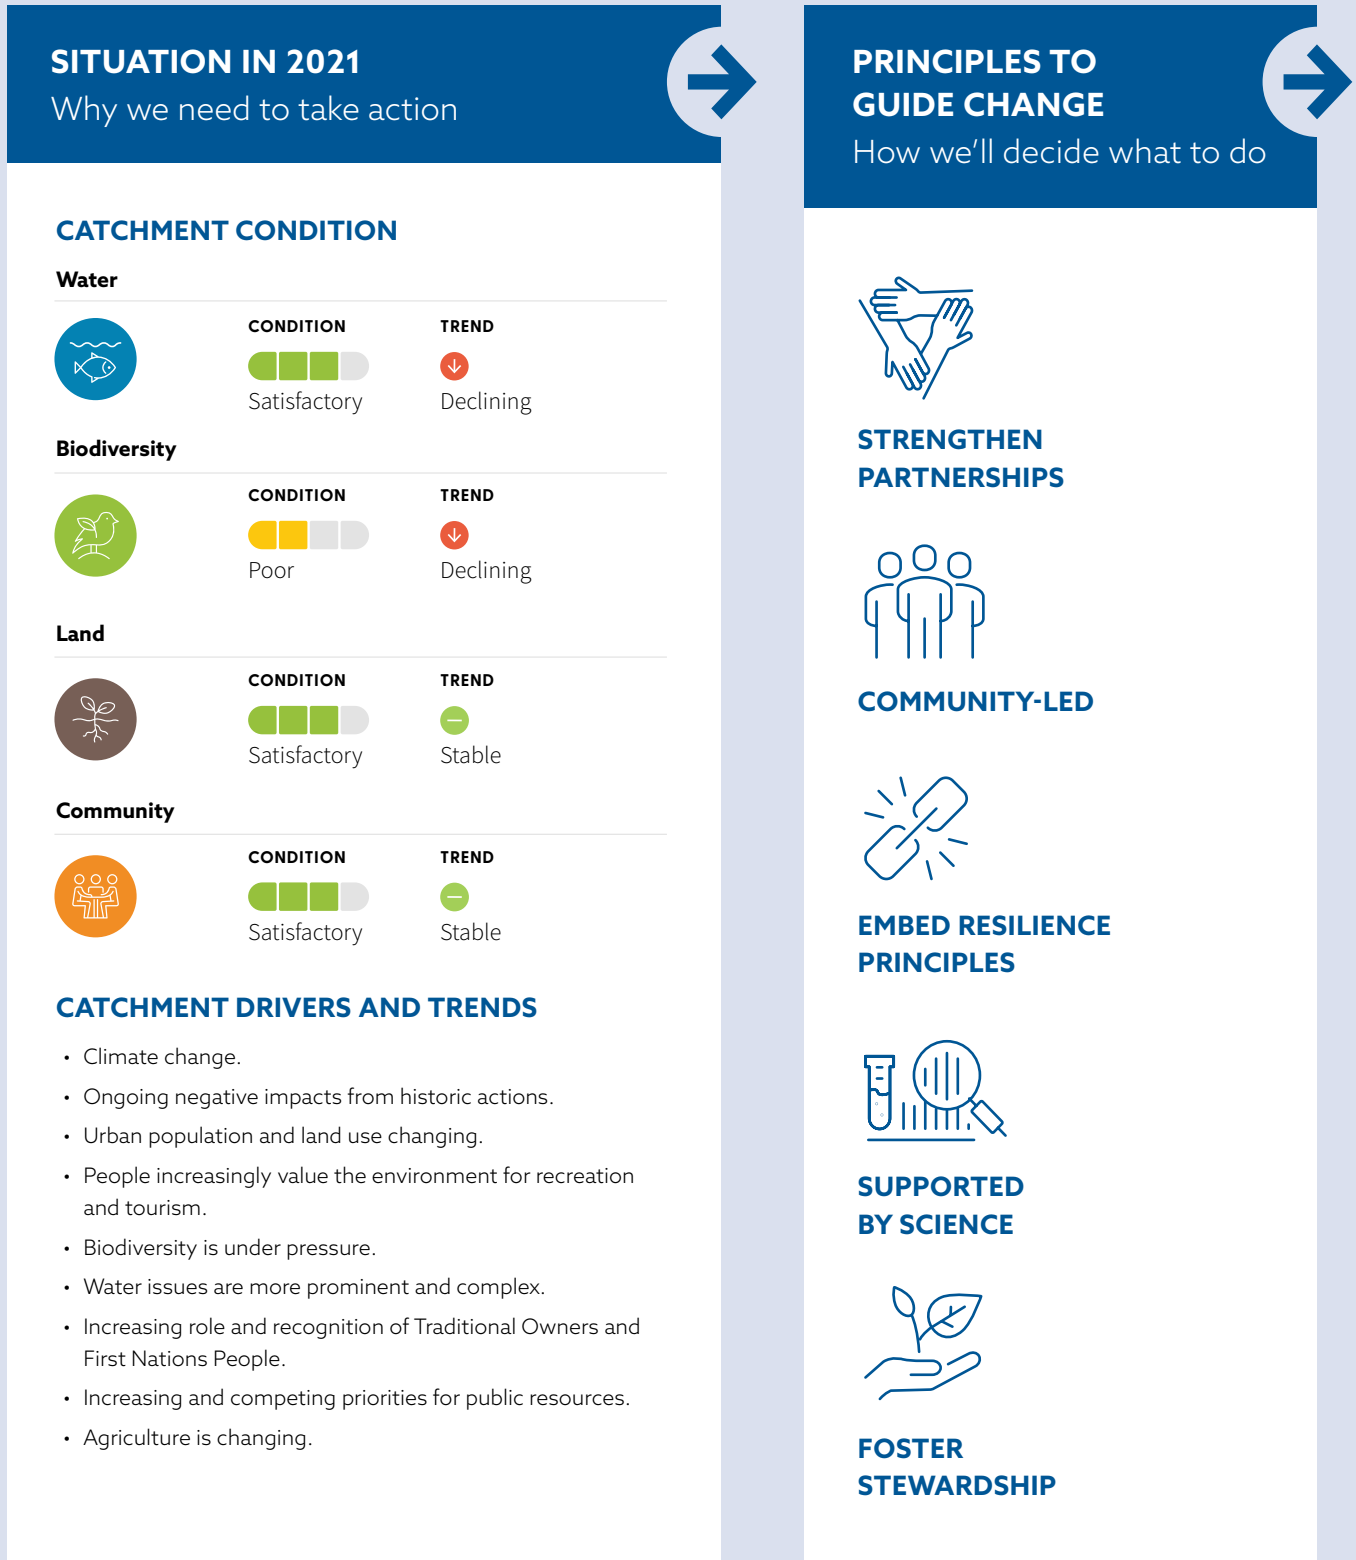 SITUATION IN 2021
Why we need to take action
CATCHMENT CONDITION
Water
CONDITION
TREND
Satisfactory
Declining
Biodiversity
CONDITION
TREND
Poor
Declining
Land
CONDITION
TREND
Satisfactory
Stable
Community
CONDITION
TREND
Satisfactory
Stable
CATCHMENT DRIVERS AND TRENDS
• Climate change.
• Ongoing negative impacts from historic actions.
• Urban population and land use changing.
• People increasingly value the environment for recreation
and tourism.
• Biodiversity is under pressure.
• Water issues are more prominent and complex.
• Increasing role and recognition of Traditional Owners and
First Nations People.
• Increasing and competing priorities for public resources.
• Agriculture is changing.
PRINCIPLES TO
GUIDE CHANGE
How we'll decide what to do
STRENGTHEN
PARTNERSHIPS
COMMUNITY-LED
EMBED RESILIENCE
PRINCIPLES
SUPPORTED
BY SCIENCE
FOSTER
STEWARDSHIP